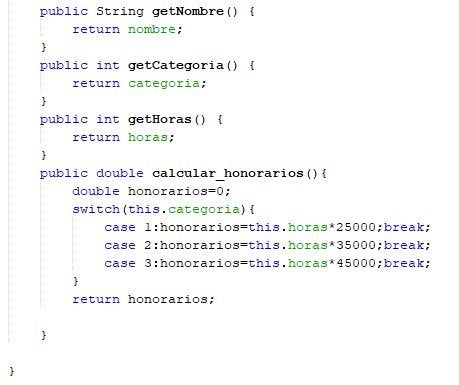 public String getNombre() {
return nombre;
}
public int getCategoria() {
return categoria;
}
public int getHoras() {
return horas;
}
public double calcular_honorarios(){
double honorarios=0;
switch(this.categoria){
case 1:honorarios=this.horas*25000;break;
case 2:honorarios=this.horas*35000;break;
case 3:honorarios=this.horas*45000;break;
}
return honorarios;
}
}